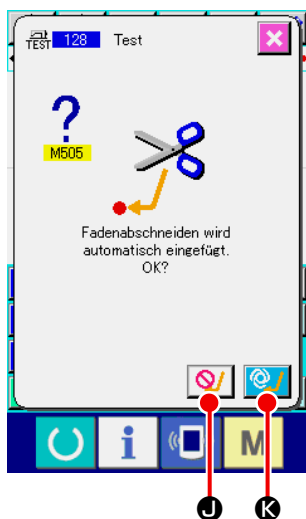 TEST 128 Test
?
M505
Fadenabschneiden wird
automatisch eingefügt.
OK?
i M
J K